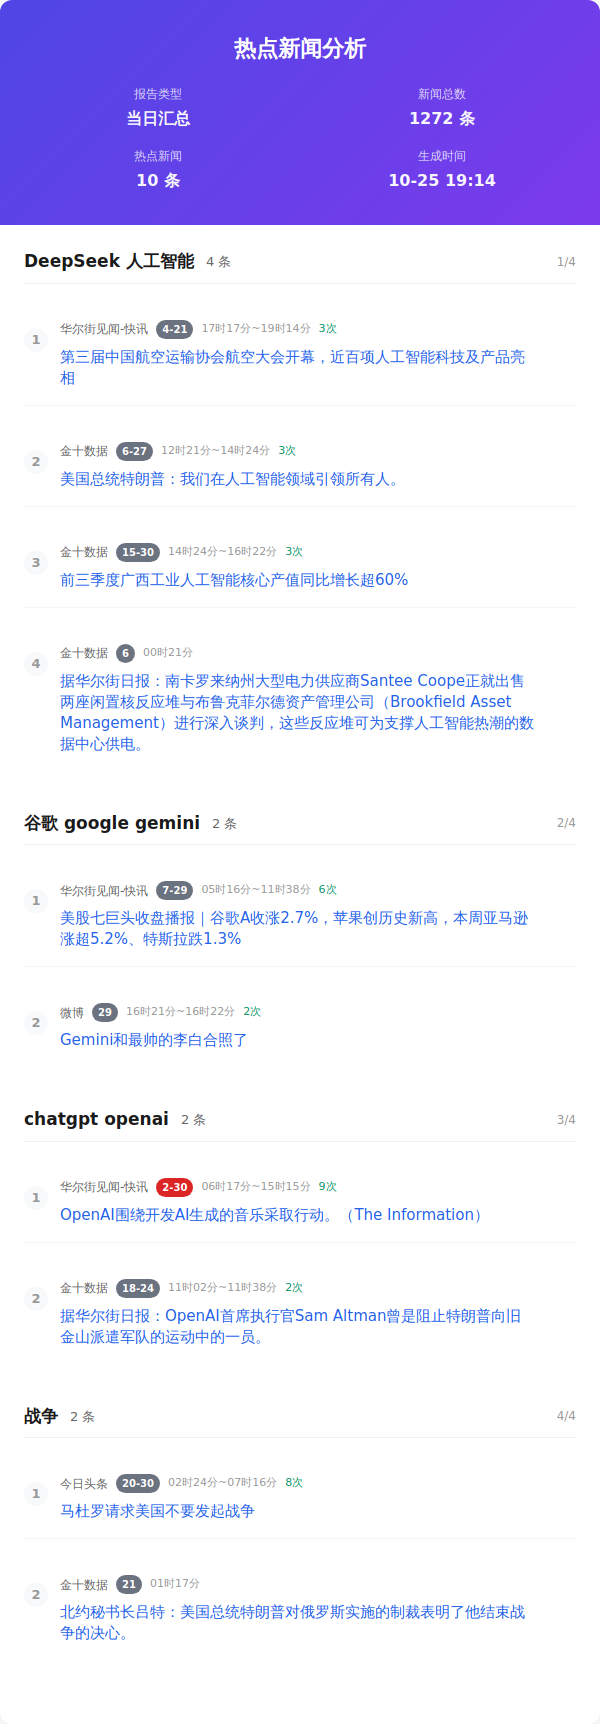 热点新闻分析
报告类型
当日汇总
新闻总数
1272 条
热点新闻
10 条
生成时间
10-25 19:14
DeepSeek 人工智能 4 条 1/4
1
华尔街见闻-快讯 4-21 17时17分~19时14分 3次
第三届中国航空运输协会航空大会开幕，近百项人工智能科技及产品亮
相
2
金十数据 6-27 12时21分~14时24分 3次
美国总统特朗普：我们在人工智能领域引领所有人。
3
金十数据 15-30 14时24分~16时22分 3次
前三季度广西工业人工智能核心产值同比增长超60%
4
金十数据 6 00时21分
据华尔街日报：南卡罗来纳州大型电力供应商Santee Coope正就出售
两座闲置核反应堆与布鲁克菲尔德资产管理公司（Brookfield Asset
Management）进行深入谈判，这些反应堆可为支撑人工智能热潮的数
据中心供电。
谷歌 google gemini 2 条 2/4
1
华尔街见闻-快讯 7-29 05时16分~11时38分 6次
美股七巨头收盘播报｜谷歌A收涨2.7%，苹果创历史新高，本周亚马逊
涨超5.2%、特斯拉跌1.3%
2
微博 29 16时21分~16时22分 2次
Gemini和最帅的李白合照了
chatgpt openai 2 条 3/4
1
华尔街见闻-快讯 2-30 06时17分~15时15分 9次
OpenAI围绕开发AI生成的音乐采取行动。（The Information）
2
金十数据 18-24 11时02分~11时38分 2次
据华尔街日报：OpenAI首席执行官Sam Altman曾是阻止特朗普向旧
金山派遣军队的运动中的一员。
战争 2 条 4/4
1
今日头条 20-30 02时24分~07时16分 8次
马杜罗请求美国不要发起战争
2
金十数据 21 01时17分
北约秘书长吕特：美国总统特朗普对俄罗斯实施的制裁表明了他结束战
争的决心。